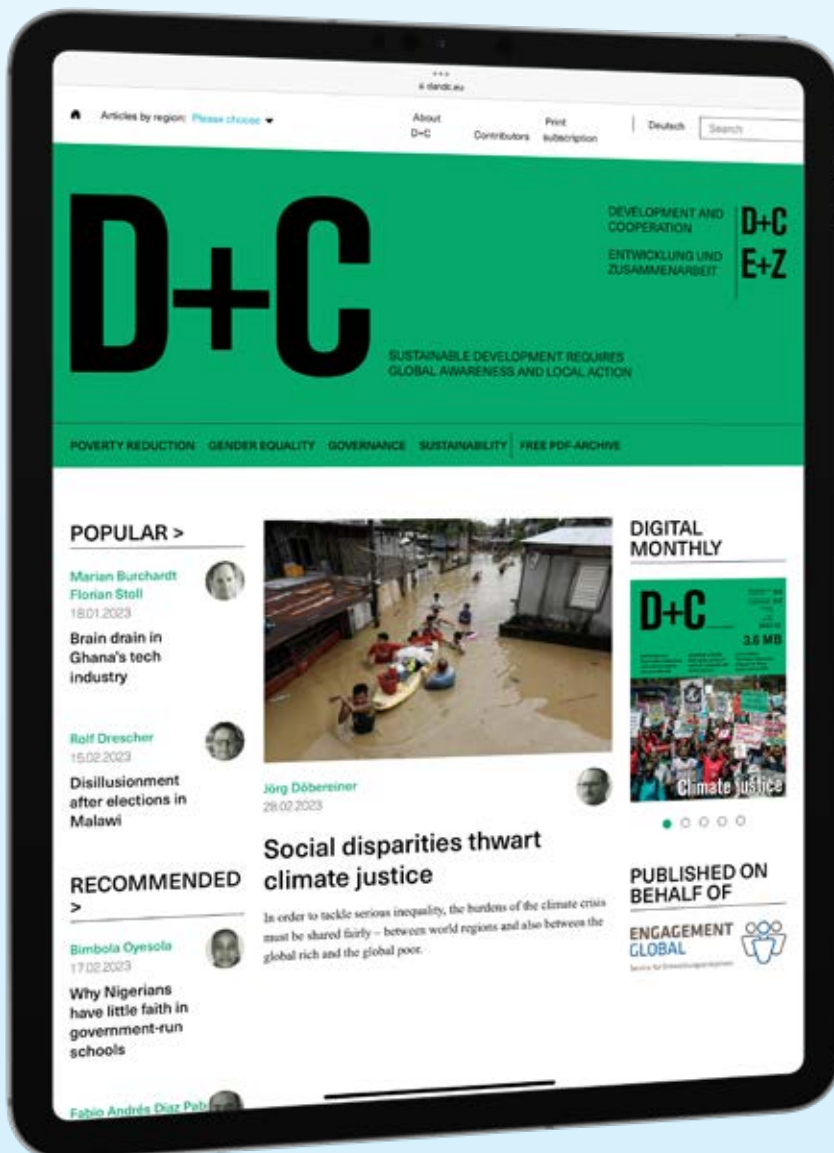 dandc.eu
Articles by region: Please choose
About
D+C
Contributors
Print
subscription
Deutsch
Search
D+C
SUSTAINABLE DEVELOPMENT REQUIRES
GLOBAL AWARENESS AND LOCAL ACTION
DEVELOPMENT AND
COOPERATION
D+C
ENTWICKLUNG UND
ZUSAMMENARBEIT
E+Z
POVERTY REDUCTION GENDER EQUALITY GOVERNANCE SUSTAINABILITY FREE PDF-ARCHIVE
POPULAR >
Marian Burchardt
Florian Stoll
18.01.2023
Brain drain in
Ghana's tech
industry
Rolf Drescher
15.02.2023
Disillusionment
after elections in
Malawi
RECOMMENDED
>
Bimbola Oyesola
17.02.2023
Why Nigerians
have little faith in
government-run
schools
Fabio Andrés Díaz
Jörg Döbereiner
28.02.2023
Social disparities thwart
climate justice
In order to tackle serious inequality, the burdens of the climate crisis
must be shared fairly – between world regions and also between the
global rich and the global poor.
DIGITAL
MONTHLY
D+C
3.6 MB
Climate justice
PUBLISHED ON
BEHALF OF
ENGAGEMENT
GLOBAL